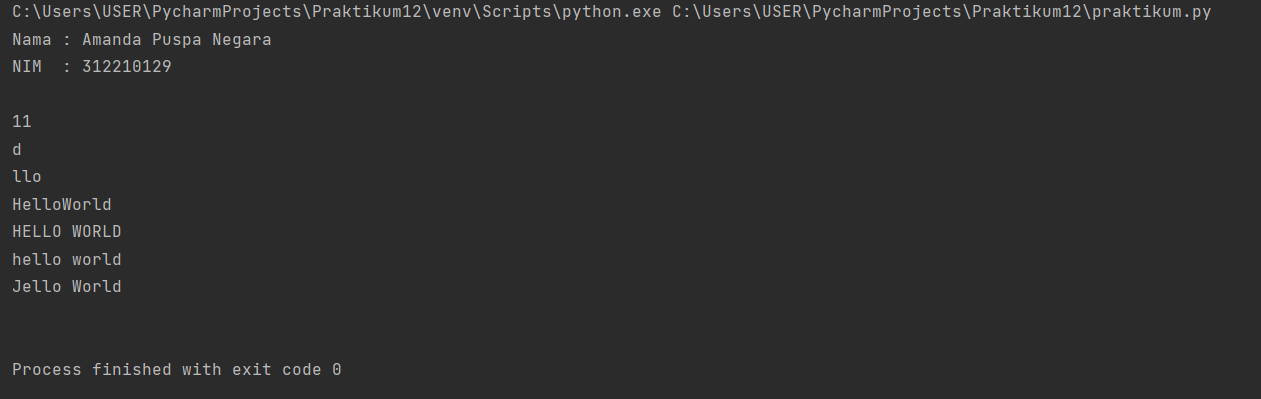 C:\Users\USER\PycharmProjects\Praktikum12\venv\Scripts\python.exe C:\Users\USER\PycharmProjects\Praktikum12\praktikum.py
Nama : Amanda Puspa Negara
NIM  : 312210129
11
d
llo
HelloWorld
HELLO WORLD
hello world
Jello World
Process finished with exit code 0